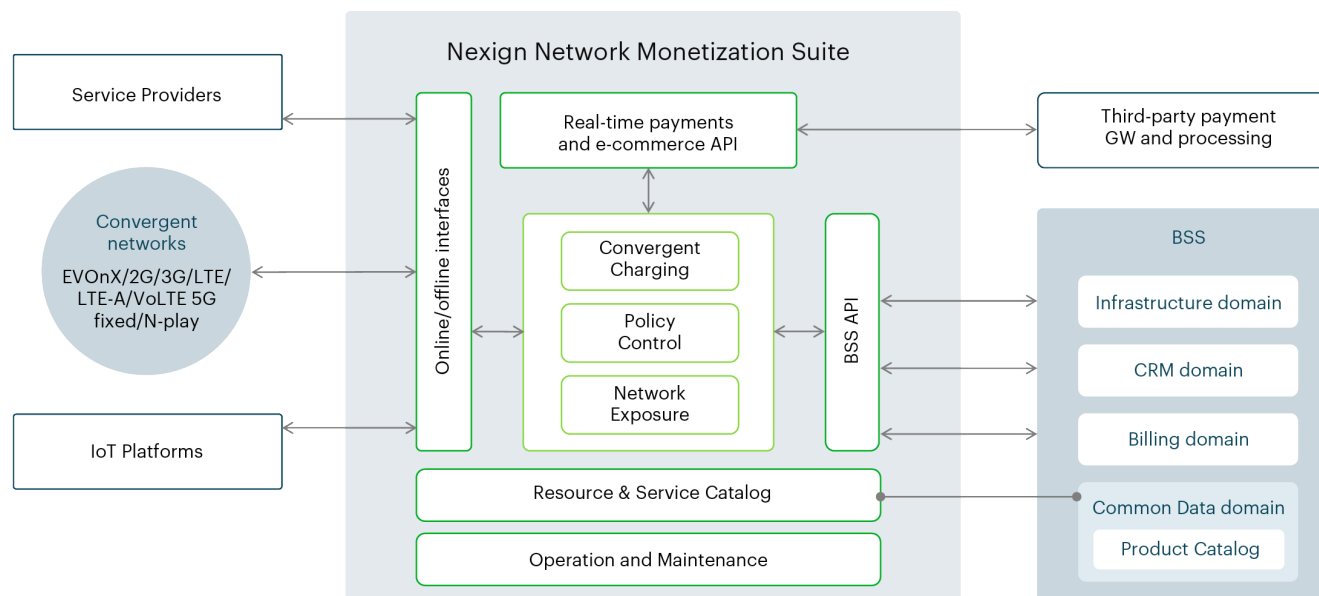 Nexign Network Monetization Suite
Service Providers
Convergent
networks
EVOnX/2G/3G/LTE/
LTE-A/VoLTE 5G
fixed/N-play
IoT Platforms
Online/offline interfaces
Real-time payments
and e-commerce API
Convergent
Charging
Policy
Control
Network
Exposure
BSS API
Resource & Service Catalog
Operation and Maintenance
Third-party payment
GW and processing
BSS
Infrastructure domain
CRM domain
Billing domain
Common Data domain
Product Catalog